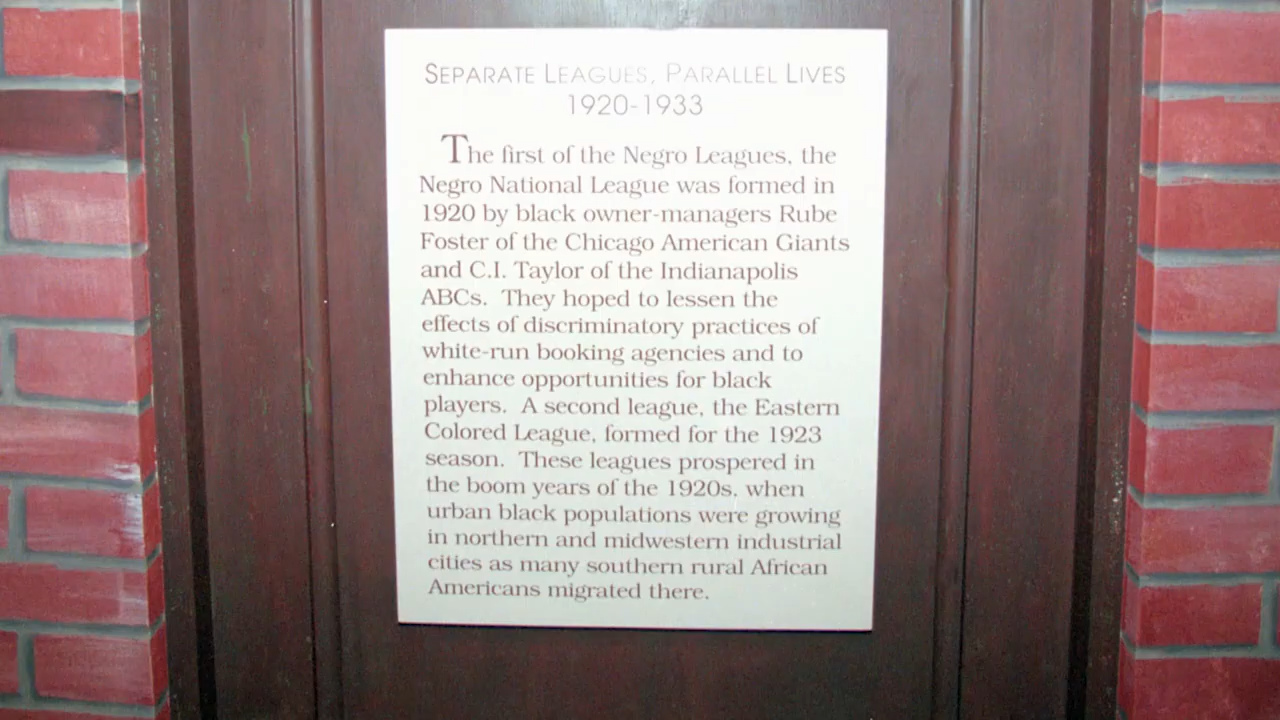 SEPARATE LEAGUES, PARALLEL LIVES
1920-1933
The first of the Negro Leagues, the
Negro National League was formed in
1920 by black owner-managers Rube
Foster of the Chicago American Giants
and C.I. Taylor of the Indianapolis
ABCs. They hoped to lessen the
effects of discriminatory practices of
white-run booking agencies and to
enhance opportunities for black
players. A second league, the Eastern
Colored League, formed for the 1923
season. These leagues prospered in
the boom years of the 1920s, when
urban black populations were growing
in northern and midwestern industrial
cities as many southern rural African
Americans migrated there.